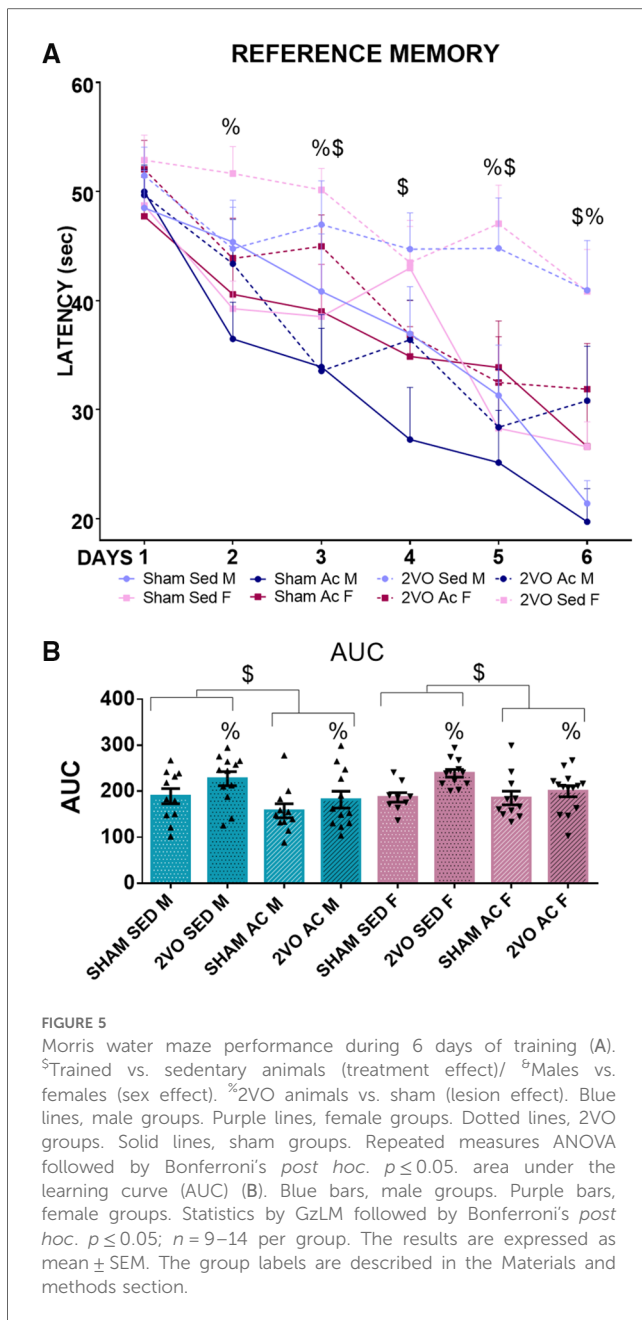 A
REFERENCE MEMORY
60
50
40
30
20
LATENCY (sec)
%
%$
$
%$
$%
DAYS 1 2 3 4 5 6
Sham Sed M Sham Ac M 2VO Sed M 2VO Ac M
Sham Sed F Sham Ac F 2VO Ac F 2VO Sed F
B
AUC
$ $
% % % %
400
300
200
100
0
AUC
SHAM SED M
2VO SED M
SHAM AC M
2VO AC M
SHAM SED F
2VO SED F
SHAM AC F
2VO AC F
FIGURE 5
Morris water maze performance during 6 days of training (A).
$Trained vs. sedentary animals (treatment effect)/ &Males vs.
females (sex effect). %2VO animals vs. sham (lesion effect). Blue
lines, male groups. Purple lines, female groups. Dotted lines, 2VO
groups. Solid lines, sham groups. Repeated measures ANOVA
followed by Bonferroni's post hoc. p ≤ 0.05. area under the
learning curve (AUC) (B). Blue bars, male groups. Purple bars,
female groups. Statistics by GzLM followed by Bonferroni's post
hoc. p ≤ 0.05; n = 9–14 per group. The results are expressed as
mean ± SEM. The group labels are described in the Materials and
methods section.